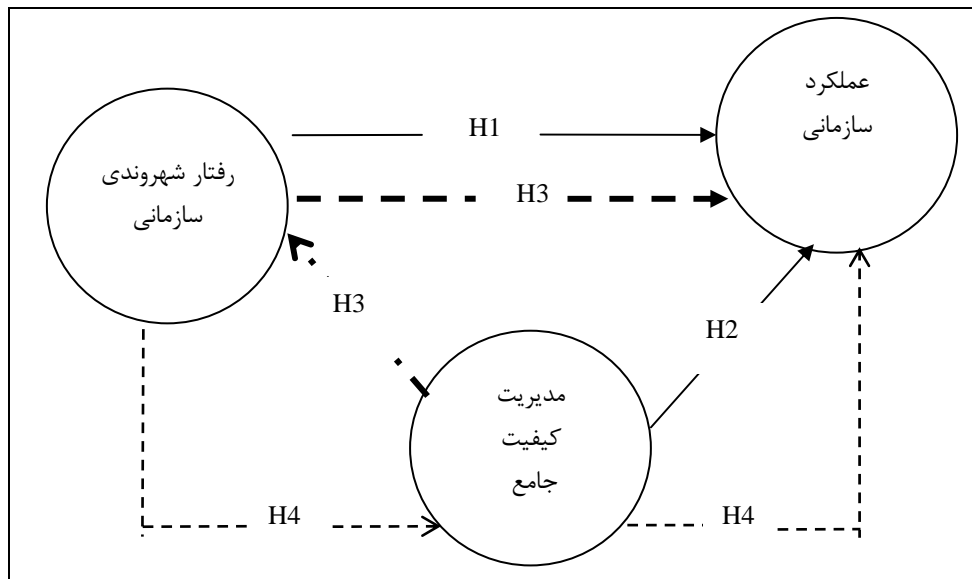 عملکرد
سازمانی
H1
رفتار شهروندی
سازمانی
H3
H3
H2
مدیریت
کیفیت
جامع
H4
H4